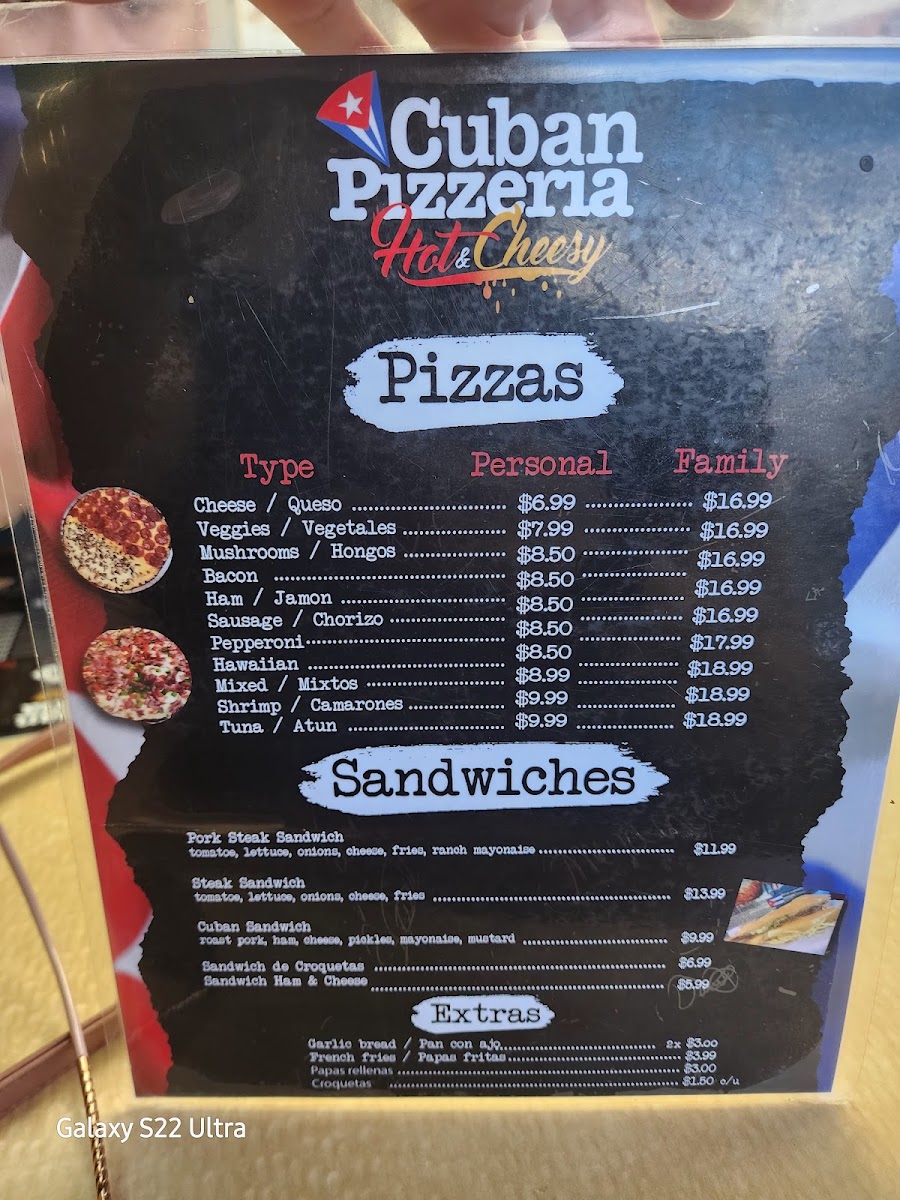 Cuban
Pizzeria
Hot & Cheesy
Pizzas
Type Personal Family
Cheese / Queso ........ $6.99 ........ $16.99
Veggies / Vegetales ........ $7.99 ........ $16.99
Mushrooms / Hongos ........ $8.50 ........ $16.99
Bacon ........ $8.50 ........ $16.99
Ham / Jamon ........ $8.50 ........ $16.99
Sausage / Chorizo ........ $8.50 ........ $17.99
Pepperoni ........ $8.50
Hawaiian ........ $8.99 ........ $18.99
Mixed / Mixtos ........ $9.99 ........ $18.99
Shrimp / Camarones ........
Tuna / Atun ........ $9.99 ........ $18.99
Sandwiches
Pork Steak Sandwich
tomatoe, lettuce, onions, cheese, fries, ranch mayonaise ........ $11.99
Steak Sandwich
tomatoe, lettuce, onions, cheese, fries ........ $13.99
Cuban Sandwich
roast pork, ham, cheese, pickles, mayonaise, mustard ........ $9.99
Sandwich de Croquetas ........ $6.99
Sandwich Ham & Cheese ........ $5.99
Extras
Garlic bread / Pan con ajo ........ 2x $3.00
French fries / Papas fritas ........ $3.99
Papas rellenas ........ $3.00
Croquetas ........ $1.50 c/u
Galaxy S22 Ultra